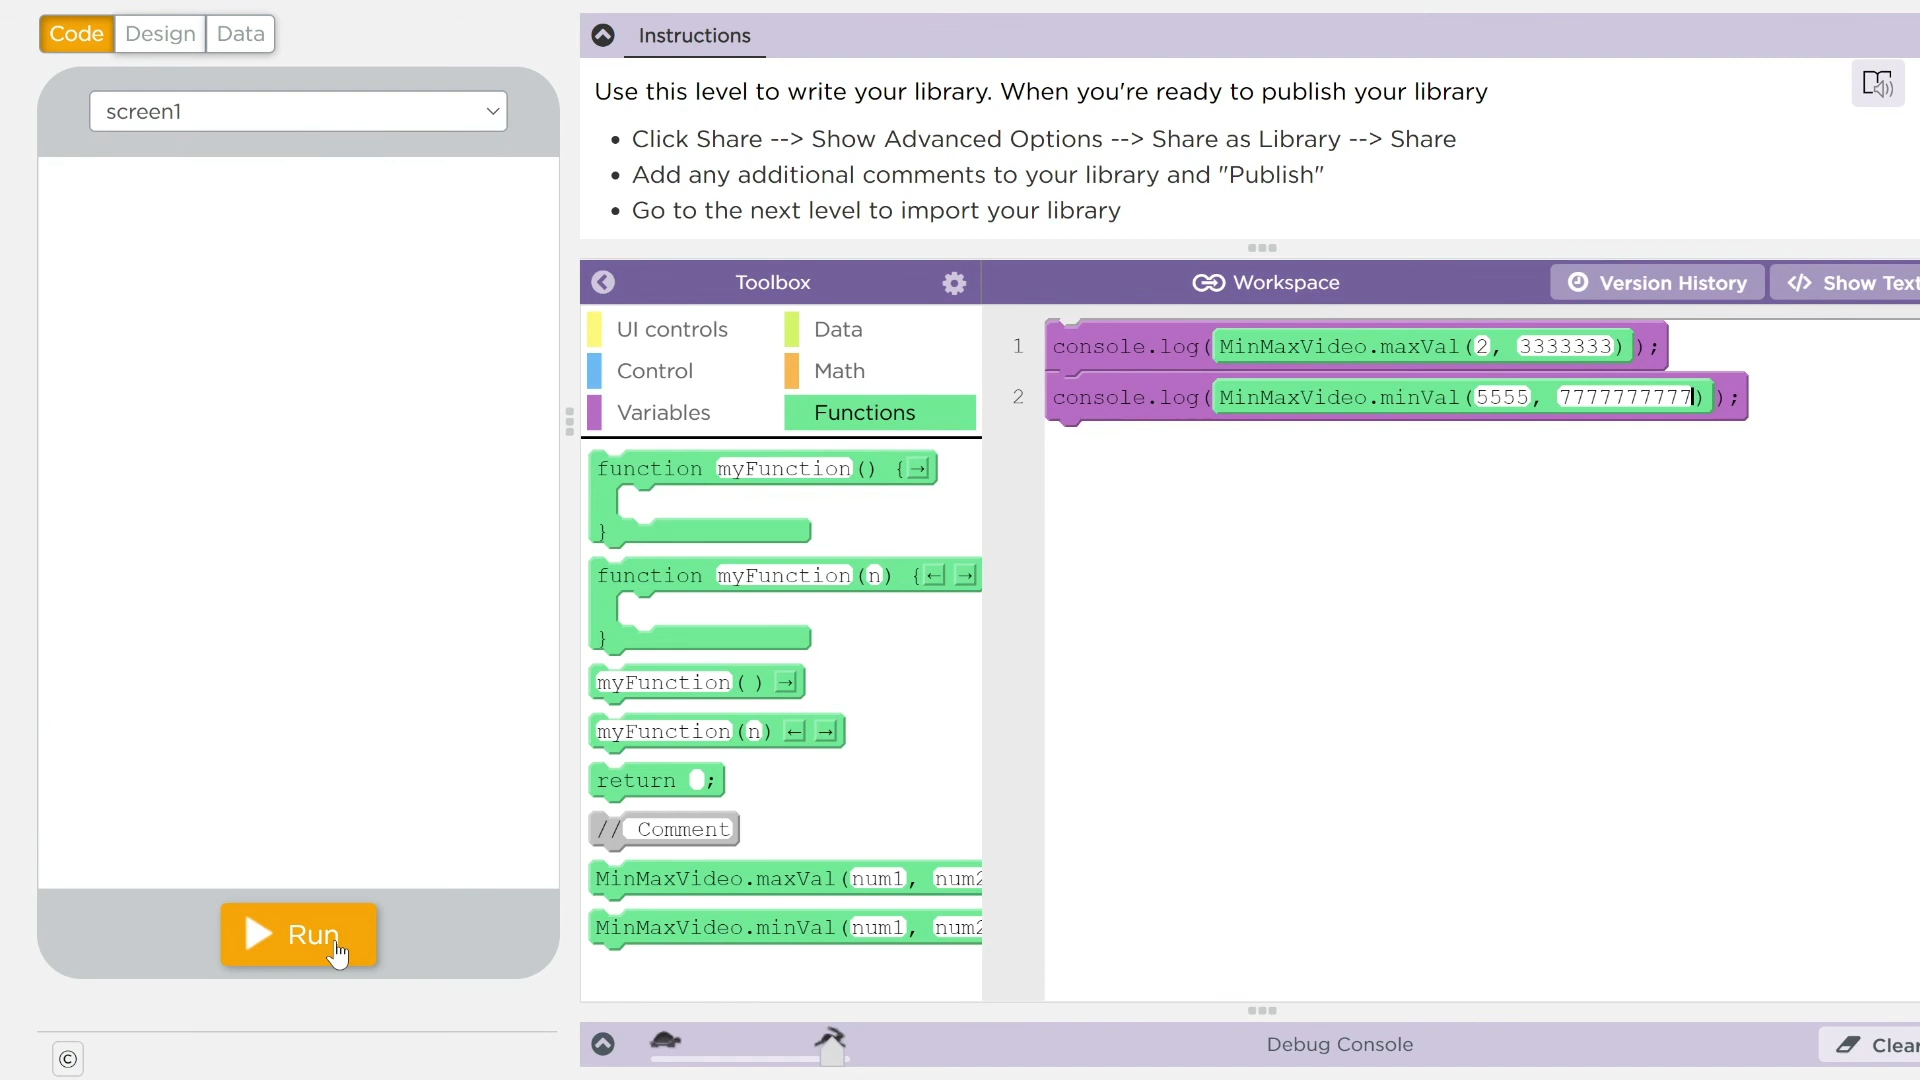 Code Design Data
screen1
Run
©
Instructions
Use this level to write your library. When you're ready to publish your library
• Click Share --> Show Advanced Options --> Share as Library --> Share
• Add any additional comments to your library and "Publish"
• Go to the next level to import your library
Toolbox
Workspace
Version History
</> Show Text
UI controls
Data
Control
Math
Variables
Functions
function myFunction() {→
}
function myFunction(n) {← →
}
myFunction() →
myFunction(n) ← →
return ;
// Comment
MinMaxVideo.maxVal(num1, num2
MinMaxVideo.minVal(num1, num2
1 console.log(MinMaxVideo.maxVal(2, 3333333));
2 console.log(MinMaxVideo.minVal(5555, 7777777777));
Debug Console
Clear